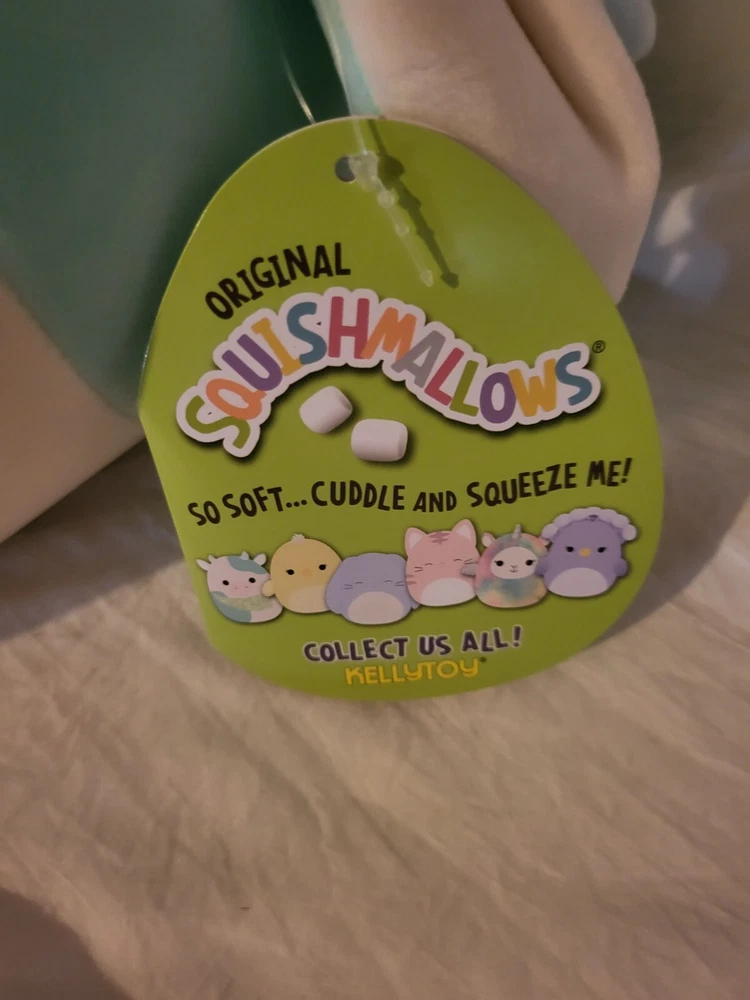 ORIGINAL
SQUISHMALLOWS®
SO SOFT... CUDDLE AND SQUEEZE ME!
COLLECT US ALL!
KELLYTOY®